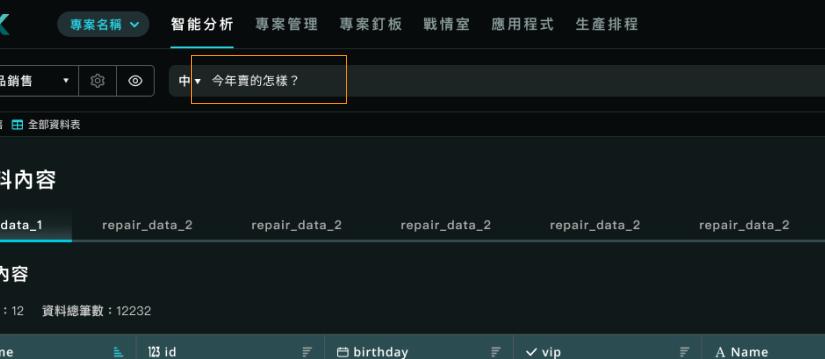 專案名稱 智能分析 專案管理 專案釘板 戰情室 應用程式 生產排程
品銷售 中 今年賣的怎樣？
全部資料表
料內容
data_1 repair_data_2 repair_data_2 repair_data_2 repair_data_2 repair_data_2
內容
：12 資料總筆數：12232
me 123 id birthday vip A Name